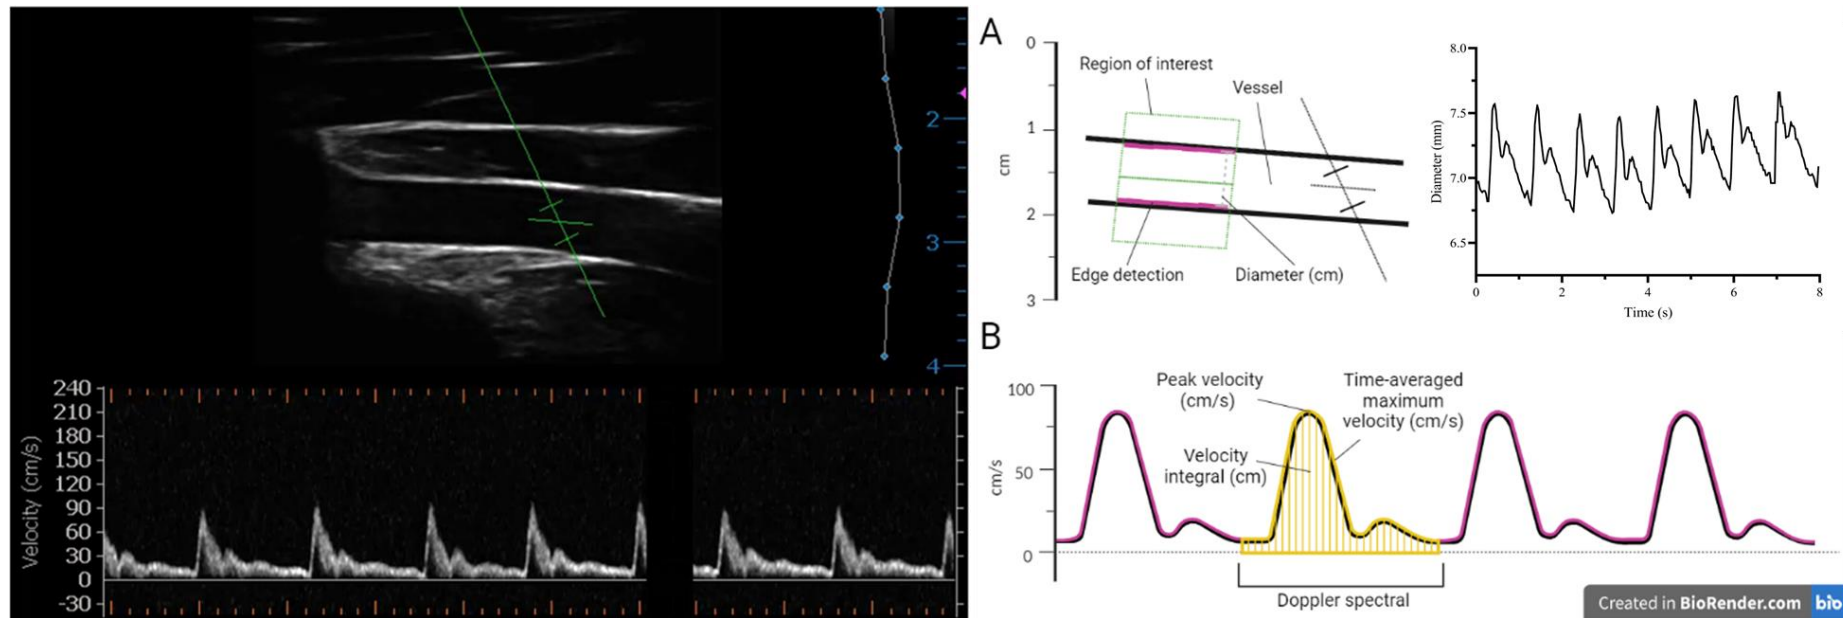 2
3
4
240
210
180
150
120
90
60
30
0
-30
Velocity (cm/s)
A
0
1
2
3
cm
Region of interest
Vessel
Edge detection
Diameter (cm)
8.0
7.5
7.0
6.5
Diameter (mm)
0 2 4 6 8
Time (s)
B
100
50
0
cm/s
Peak velocity
(cm/s)
Time-averaged
maximum
velocity (cm/s)
Velocity
integral (cm)
Doppler spectral
Created in BioRender.com bio